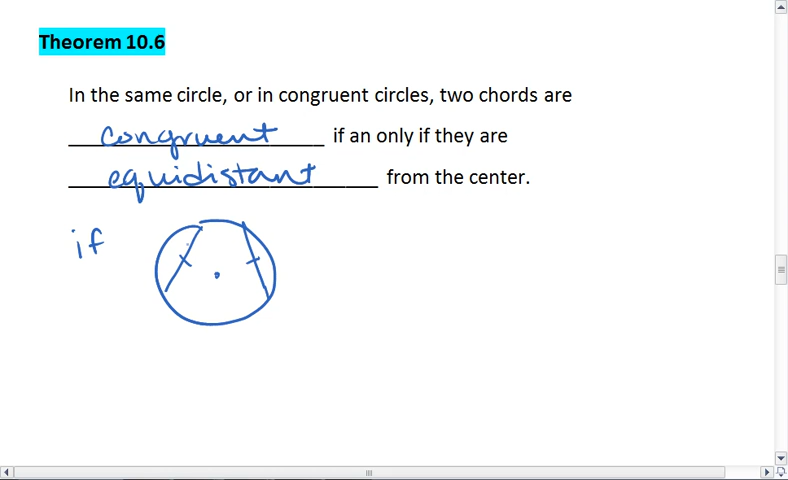 Theorem 10.6
In the same circle, or in congruent circles, two chords are
congruent if an only if they are
equidistant from the center.
if